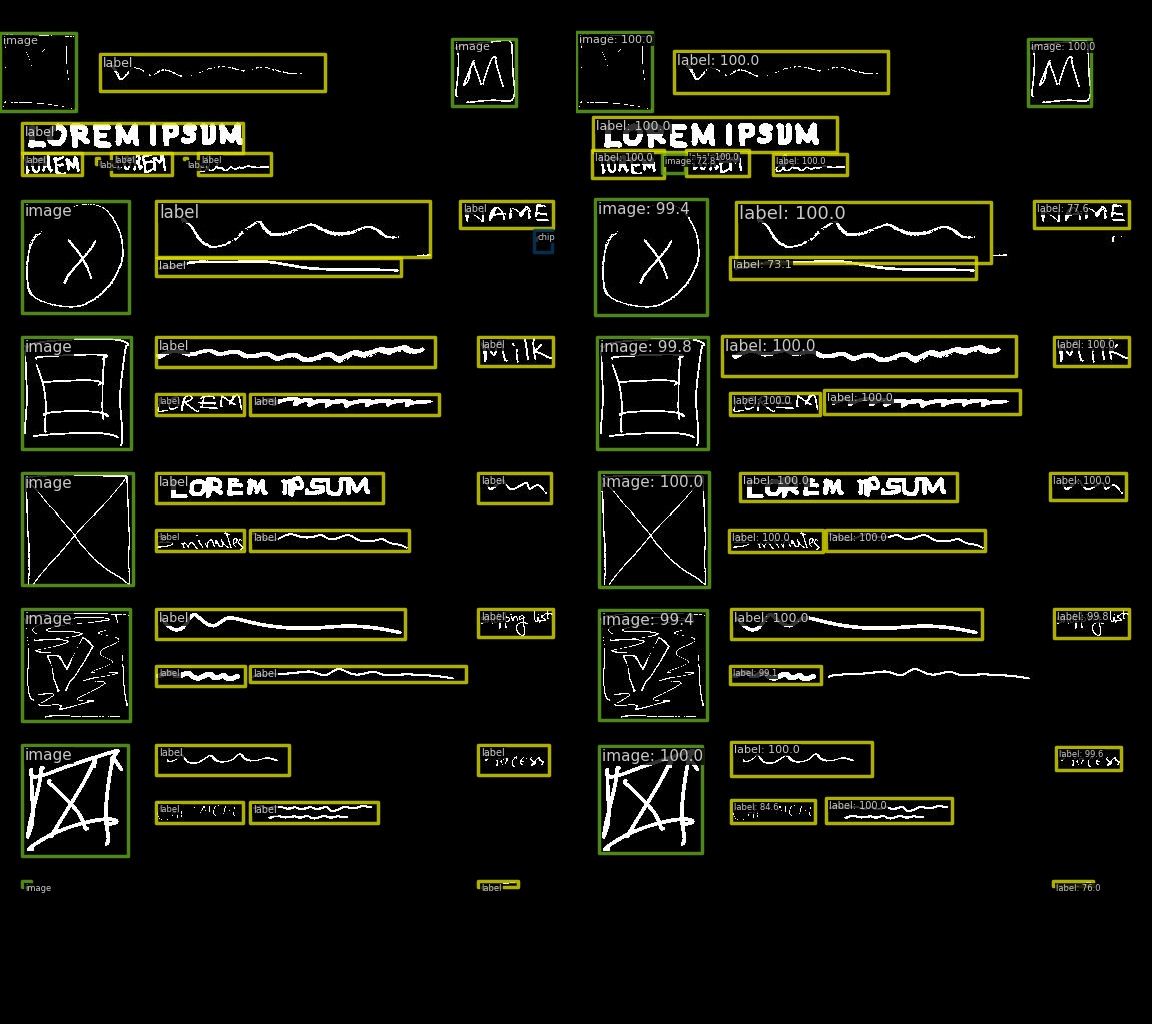 image label image image: 100.0 label: 100.0 image: 100.0
M M
label LOREM IPSUM label: 100.0 LOREM IPSUM
label LOREM label label LOREM label label label: 100.0 LOREM image: 72.8 label: 100.0 LOREM label: 100.0
image label label NAME image: 99.4 label: 100.0 label: 77.6 NAME
chip
X label X label: 73.1
image label label Milk image: 99.8 label: 100.0 label: 100.0 Milk
label LOREM label label: 100.0 LOREM label: 100.0
image label LOREM IPSUM label image: 100.0 label: 100.0 LOREM IPSUM label: 100.0
label minutes label label: 100.0 minutes label: 100.0
image label label list image: 99.4 label: 100.0 label: 99.8 list
label label label: 99.1
image label label image: 100.0 label: 100.0 label: 99.6
X label label X label: 84.6 label: 100.0
image label label: 76.0